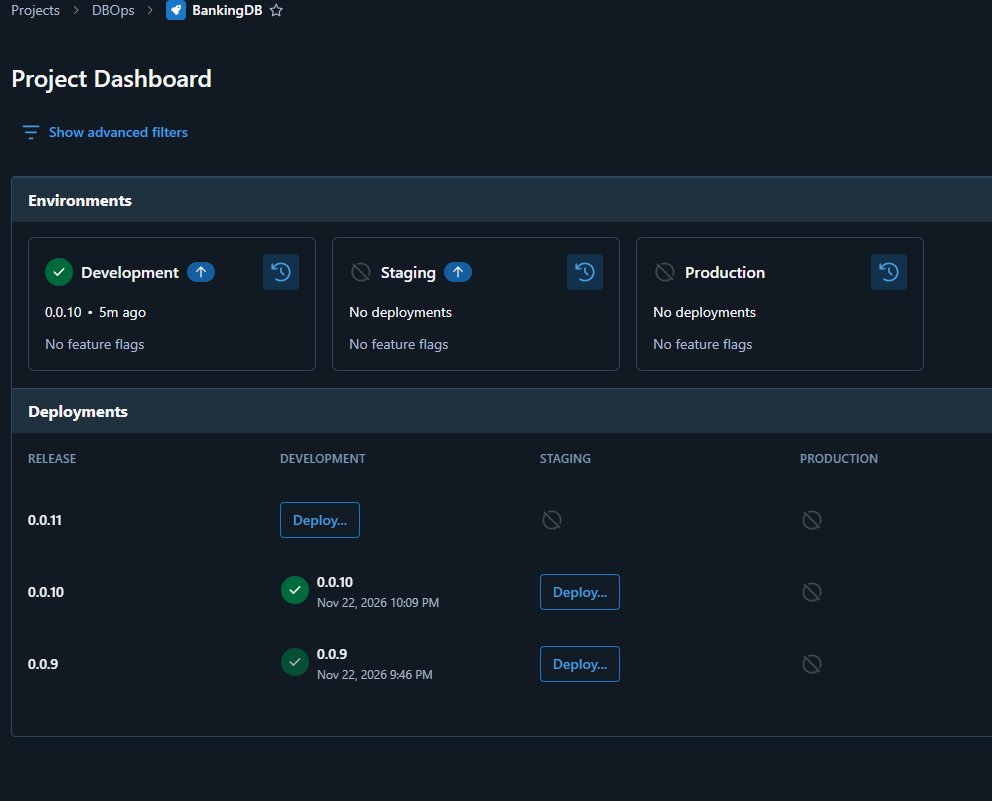 Projects > DBOps > BankingDB
Project Dashboard
Show advanced filters
Environments
Development
0.0.10 • 5m ago
No feature flags
Staging
No deployments
No feature flags
Production
No deployments
No feature flags
Deployments
RELEASE DEVELOPMENT STAGING PRODUCTION
0.0.11 Deploy...
0.0.10 0.0.10 Deploy...
Nov 22, 2026 10:09 PM
0.0.9 0.0.9 Deploy...
Nov 22, 2026 9:46 PM